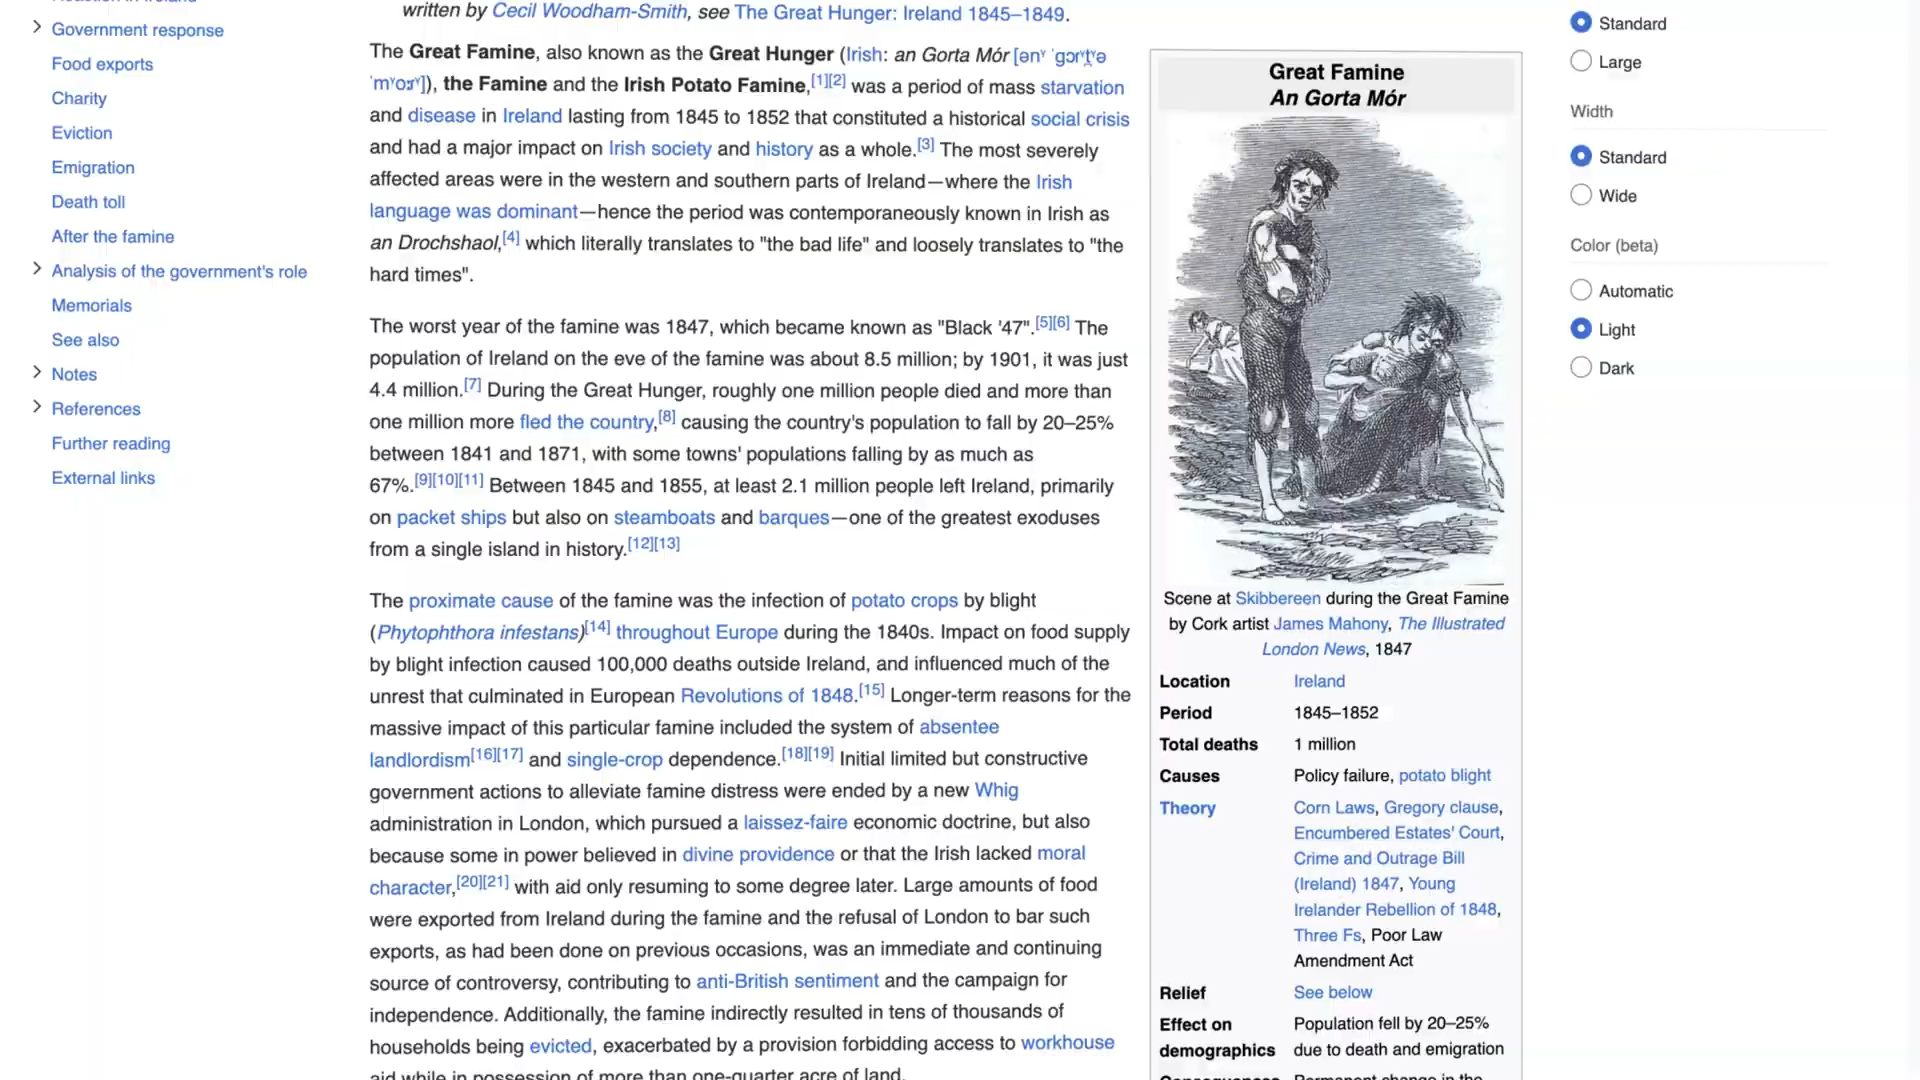 Government response
Food exports
Charity
Eviction
Emigration
Death toll
After the famine
Analysis of the government's role
Memorials
See also
Notes
References
Further reading
External links
written by Cecil Woodham-Smith, see The Great Hunger: Ireland 1845–1849.
The Great Famine, also known as the Great Hunger (Irish: an Gorta Mór
the Famine and the Irish Potato Famine,[1][2] was a period of mass starvation
and disease in Ireland lasting from 1845 to 1852 that constituted a historical social crisis
and had a major impact on Irish society and history as a whole.[3] The most severely
affected areas were in the western and southern parts of Ireland—where the Irish
language was dominant—hence the period was contemporaneously known in Irish as
an Drochshaol,[4] which literally translates to "the bad life" and loosely translates to "the
hard times".
The worst year of the famine was 1847, which became known as "Black '47".[5][6] The
population of Ireland on the eve of the famine was about 8.5 million; by 1901, it was just
4.4 million.[7] During the Great Hunger, roughly one million people died and more than
one million more fled the country,[8] causing the country's population to fall by 20–25%
between 1841 and 1871, with some towns' populations falling by as much as
67%.[9][10][11] Between 1845 and 1855, at least 2.1 million people left Ireland, primarily
on packet ships but also on steamboats and barques—one of the greatest exoduses
from a single island in history.[12][13]
The proximate cause of the famine was the infection of potato crops by blight
(Phytophthora infestans)[14] throughout Europe during the 1840s. Impact on food supply
by blight infection caused 100,000 deaths outside Ireland, and influenced much of the
unrest that culminated in European Revolutions of 1848.[15] Longer-term reasons for the
massive impact of this particular famine included the system of absentee
landlordism[16][17] and single-crop dependence.[18][19] Initial limited but constructive
government actions to alleviate famine distress were ended by a new Whig
administration in London, which pursued a laissez-faire economic doctrine, but also
because some in power believed in divine providence or that the Irish lacked moral
character,[20][21] with aid only resuming to some degree later. Large amounts of food
were exported from Ireland during the famine and the refusal of London to bar such
exports, as had been done on previous occasions, was an immediate and continuing
source of controversy, contributing to anti-British sentiment and the campaign for
independence. Additionally, the famine indirectly resulted in tens of thousands of
households being evicted, exacerbated by a provision forbidding access to workhouse
aid while in possession of more than one-quarter acre of land.
Great Famine
An Gorta Mór
Scene at Skibbereen during the Great Famine
by Cork artist James Mahony, The Illustrated
London News, 1847
Location Ireland
Period 1845–1852
Total deaths 1 million
Causes Policy failure, potato blight
Theory Corn Laws, Gregory clause,
Encumbered Estates' Court,
Crime and Outrage Bill
(Ireland) 1847, Young
Irelander Rebellion of 1848,
Three Fs, Poor Law
Amendment Act
Relief See below
Effect on Population fell by 20–25%
demographics due to death and emigration
Standard
Large
Width
Standard
Wide
Color (beta)
Automatic
Light
Dark